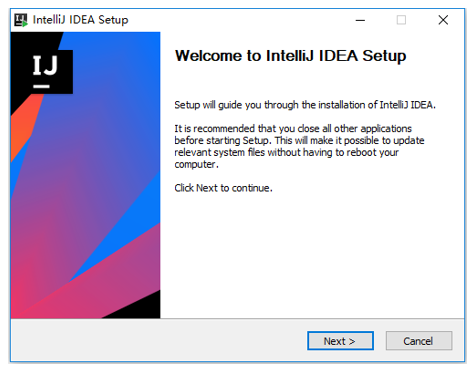 IntelliJ IDEA Setup
IJ
Welcome to IntelliJ IDEA Setup
Setup will guide you through the installation of IntelliJ IDEA.
It is recommended that you close all other applications
before starting Setup. This will make it possible to update
relevant system files without having to reboot your
computer.
Click Next to continue.
Next >
Cancel